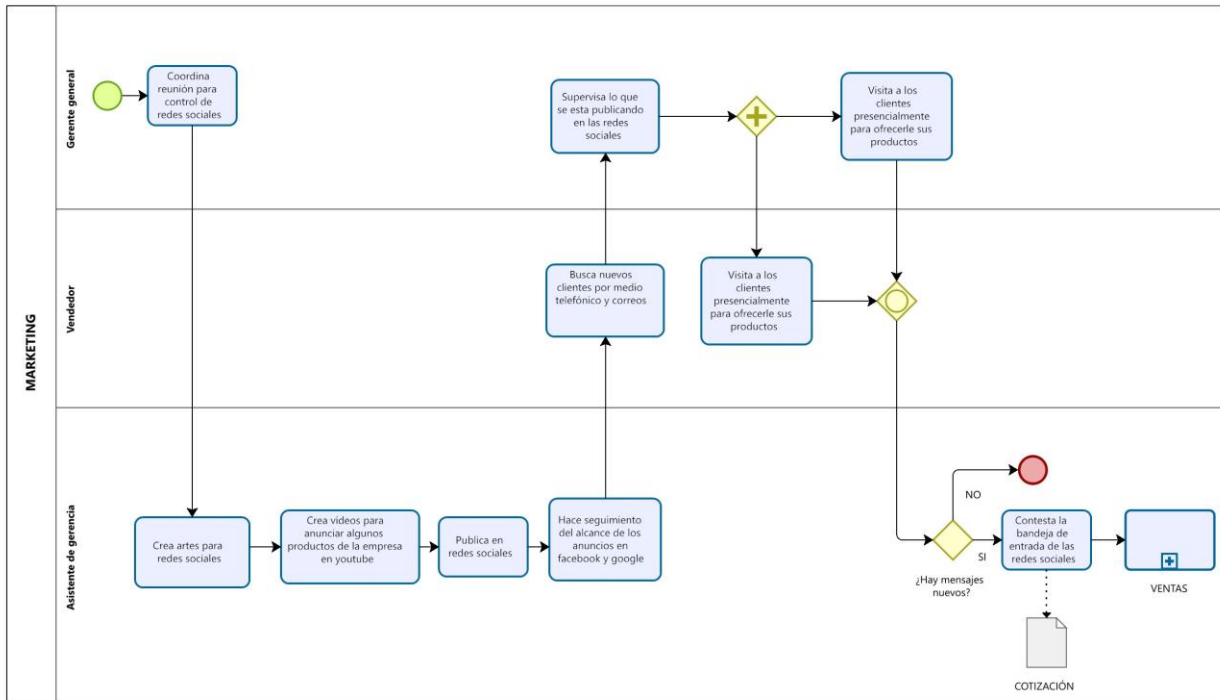 MARKETING
Gerente general
Coordina
reunión para
control de
redes sociales
Supervisa lo que
se esta publicando
en las redes
sociales
Visita a los
clientes
presencialmente
para ofrecerle sus
productos
Vendedor
Busca nuevos
clientes por medio
telefónico y correos
Visita a los
clientes
presencialmente
para ofrecerle sus
productos
Asistente de gerencia
Crea artes para
redes sociales
Crea videos para
anunciar algunos
productos de la empresa
en youtube
Publica en
redes sociales
Hace seguimiento
del alcance de los
anuncios en
facebook y google
NO
SI
¿Hay mensajes
nuevos?
Contesta la
bandeja de
entrada de las
redes sociales
VENTAS
COTIZACIÓN